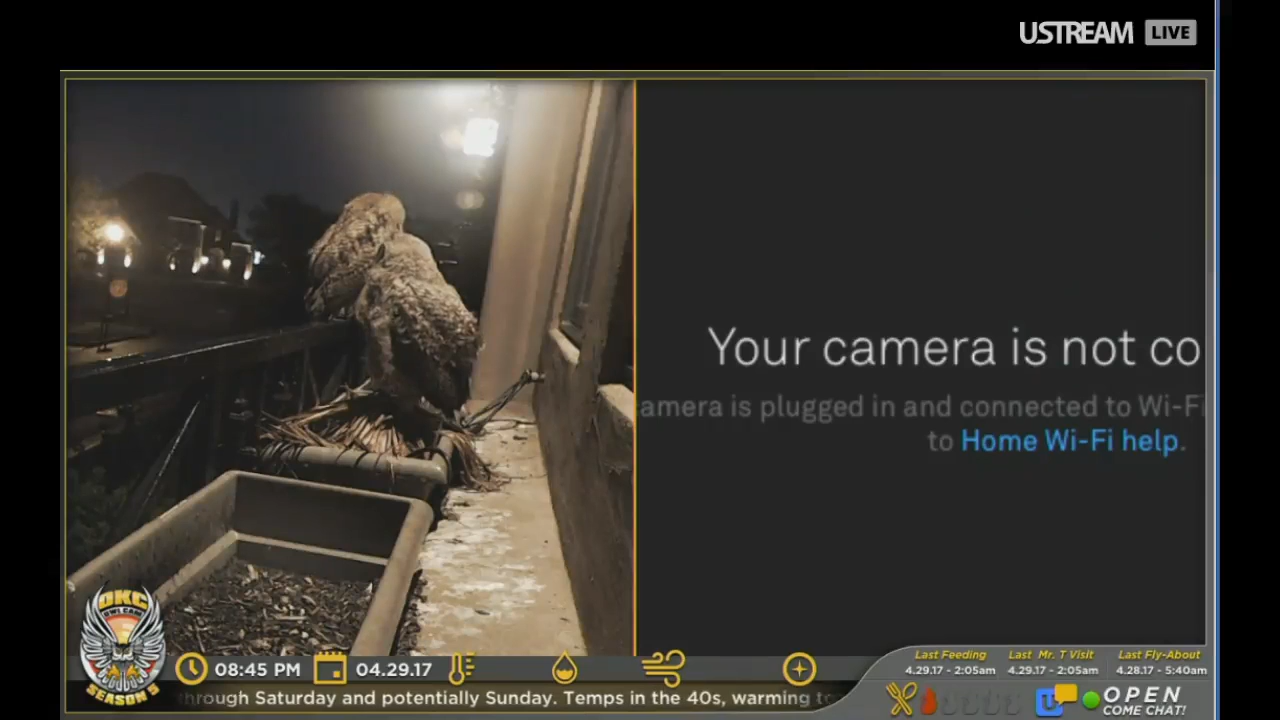 USTREAM LIVE
Your camera is not co
amera is plugged in and connected to Wi-Fi
to Home Wi-Fi help.
OKC
OWL CAM
SEASON 5
08:45 PM 04.29.17
through Saturday and potentially Sunday. Temps in the 40s, warming to
Last Feeding Last Mr. T Visit Last Fly-About
4.29.17 - 2:05am 4.29.17 - 2:05am 4.28.17 - 5:40am
OPEN
COME CHAT!